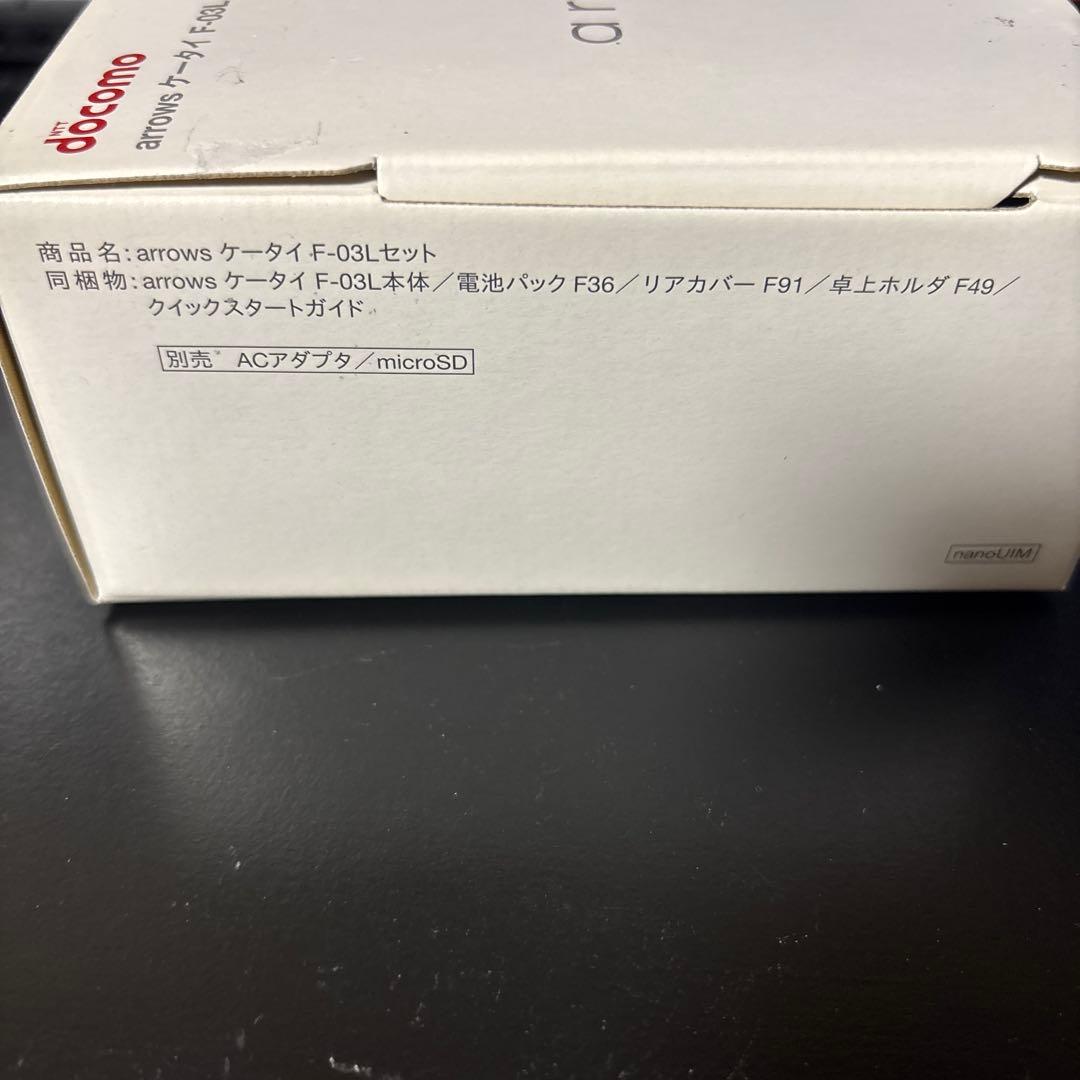 NTT
docomo
arrows ケータイ F-03L
ar
商品名:arrows ケータイ F-03Lセット
同梱物:arrows ケータイ F-03L本体／電池パック F36／リアカバー F91／卓上ホルダ F49／
クイックスタートガイド
別売 ACアダプタ／microSD
nanoUIM